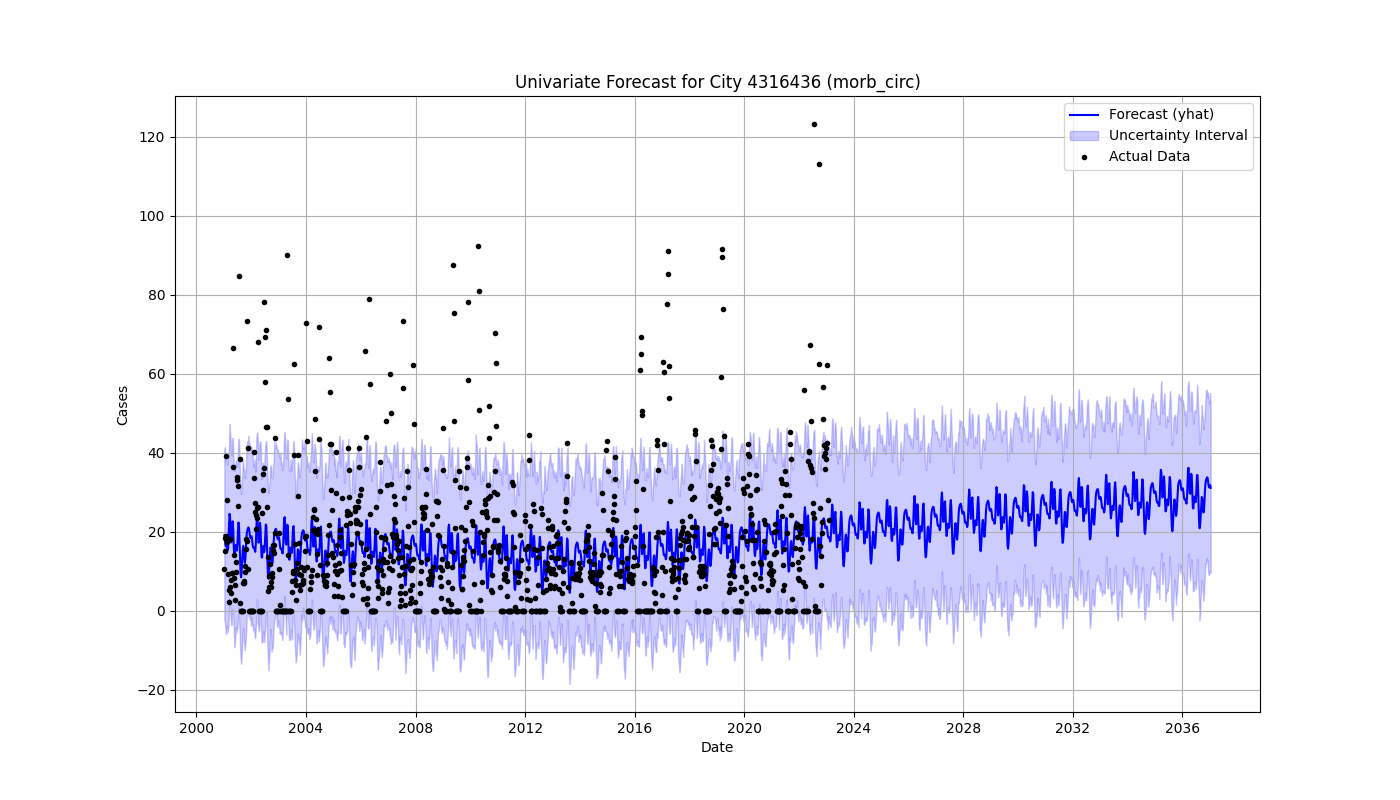 Univariate Forecast for City 4316436 (morb_circ)
Forecast (yhat)
Uncertainty Interval
Actual Data
120
100
80
60
40
20
0
−20
Cases
2000 2004 2008 2012 2016 2020 2024 2028 2032 2036
Date